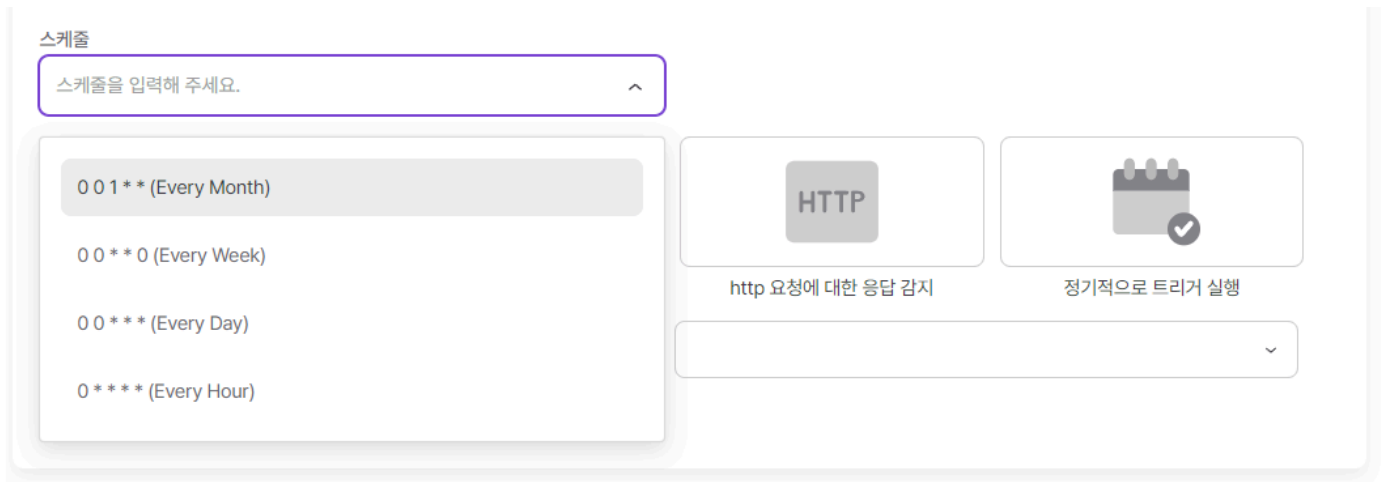 스케줄
스케줄을 입력해 주세요.
0 0 1 * * (Every Month)
0 0 * * 0 (Every Week)
0 0 * * * (Every Day)
0 * * * * (Every Hour)
HTTP
http 요청에 대한 응답 감지
정기적으로 트리거 실행